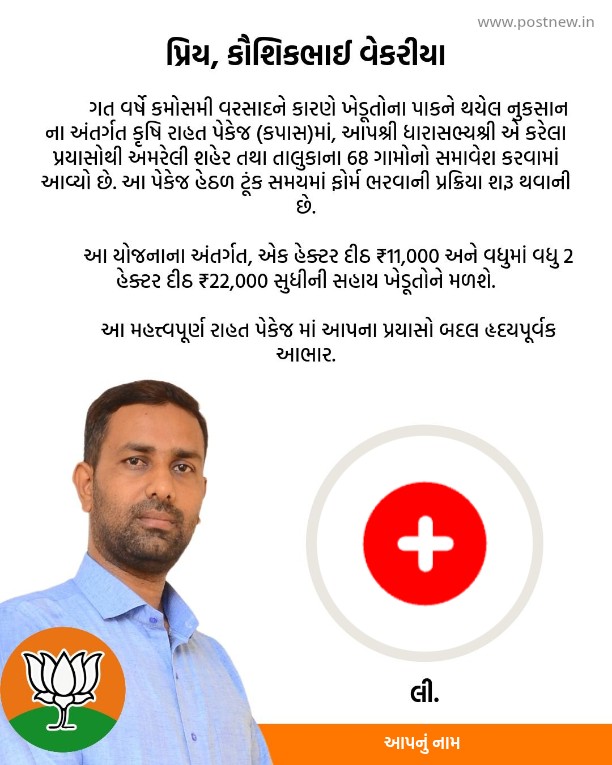 www.postnew.in
પ્રિય, કૌશિકભાઈ વેકરીયા
ગત વર્ષે કમોસમી વરસાદને કારણે ખેડૂતોના પાકને થયેલ નુકસાન
ના અંતર્ગત કૃષિ રાહત પેકેજ (કપાસ)માં, આપશ્રી ધારાસભ્યશ્રી એ કરેલા
પ્રયાસોથી અમરેલી શહેર તથા તાલુકાના 68 ગામોનો સમાવેશ કરવામાં
આવ્યો છે. આ પેકેજ હેઠળ ટૂંક સમયમાં ફોર્મ ભરવાની પ્રક્રિયા શરૂ થવાની
છે.
આ યોજનાના અંતર્ગત, એક હેક્ટર દીઠ ₹11,000 અને વધુમાં વધુ 2
હેક્ટર દીઠ ₹22,000 સુધીની સહાય ખેડૂતોને મળશે.
આ મહત્ત્વપૂર્ણ રાહત પેકેજ માં આપના પ્રયાસો બદલ હૃદયપૂર્વક
આભાર.
લી.
આપનું નામ